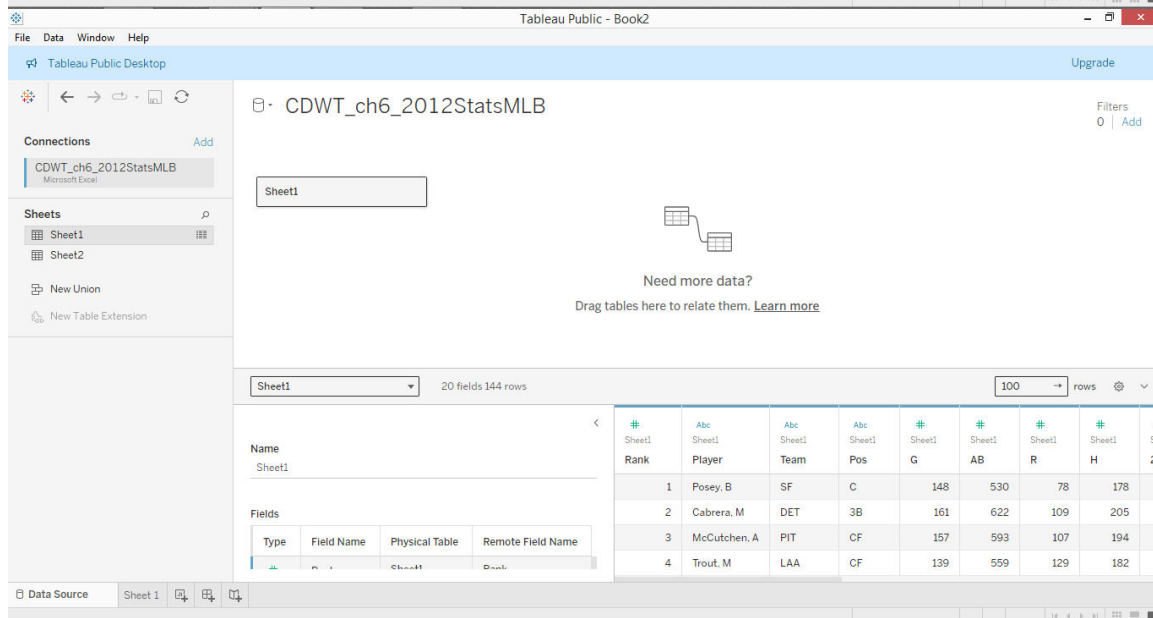 Tableau Public - Book2
File Data Window Help
Tableau Public Desktop Upgrade
CDWT_ch6_2012StatsMLB
Filters
0 | Add
Connections Add
CDWT_ch6_2012StatsMLB
Microsoft Excel
Sheets
Sheet1
Sheet2
New Union
New Table Extension
Sheet1
Need more data?
Drag tables here to relate them. Learn more
Sheet1 20 fields 144 rows 100 → rows
Name
Sheet1
Fields
Type Field Name Physical Table Remote Field Name
# Abc Abc Abc # # # #
Sheet1 Sheet1 Sheet1 Sheet1 Sheet1 Sheet1 Sheet1 Sheet1
Rank Player Team Pos G AB R H
1 Posey, B SF C 148 530 78 178
2 Cabrera, M DET 3B 161 622 109 205
3 McCutchen, A PIT CF 157 593 107 194
4 Trout, M LAA CF 139 559 129 182
Data Source Sheet 1